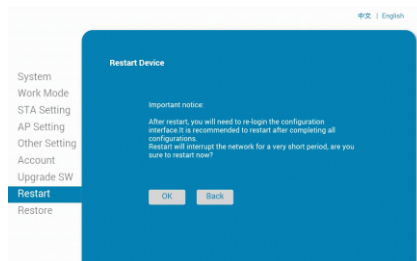 中文 | English
Restart Device
System
Work Mode
STA Setting
AP Setting
Other Setting
Account
Upgrade SW
Restart
Restore
Important notice:
After restart, you will need to re-login the configuration
interface.It is recommended to restart after completing all
configurations.
Restart will interrupt the network for a very short period, are you
sure to restart now?
OK Back